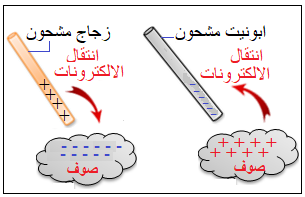 ابونيت مشحون
انتقال
الالكترونات
- - - - -
+ + + + +
+ + + + +
صوف
زجاج مشحون
انتقال
الالكترونات
+ + + +
- - - - - -
- - - - -
صوف